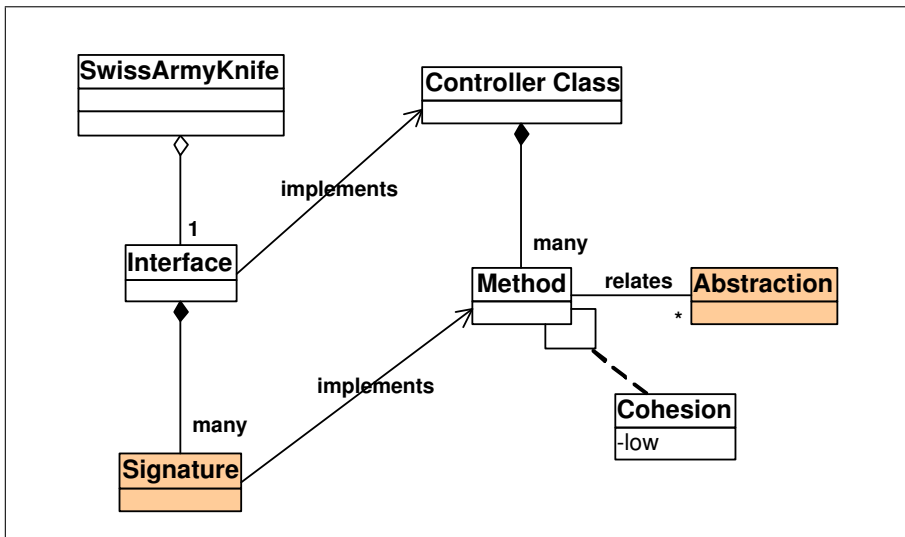 SwissArmyKnife
Controller Class
implements
1
many
Interface
Method
relates
Abstraction
*
implements
Cohesion
-low
many
Signature